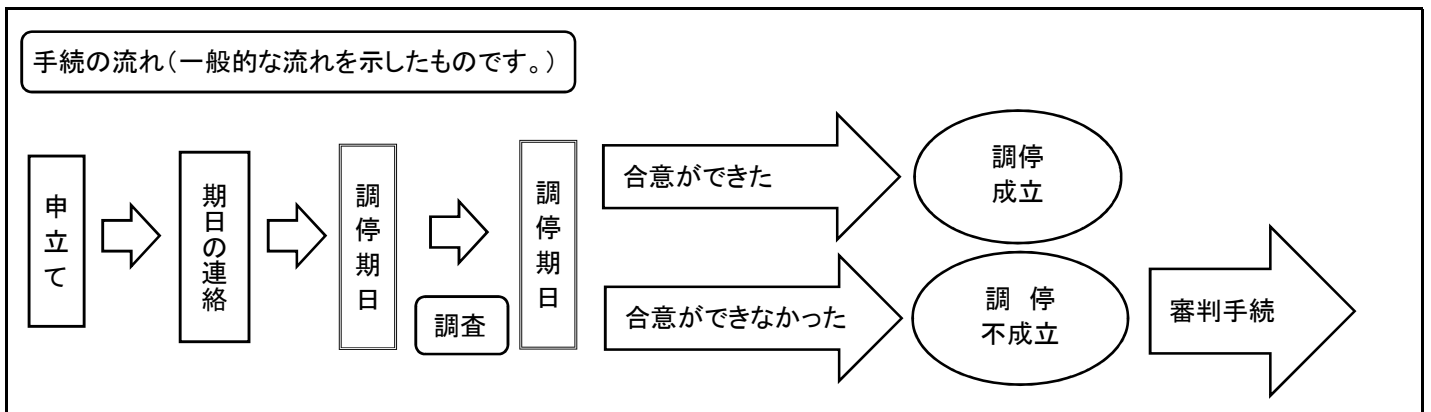 手続の流れ(一般的な流れを示したものです。)
申立て
期日の連絡
調停期日
調査
調停期日
合意ができた
調停
成立
合意ができなかった
調 停
不成立
審判手続